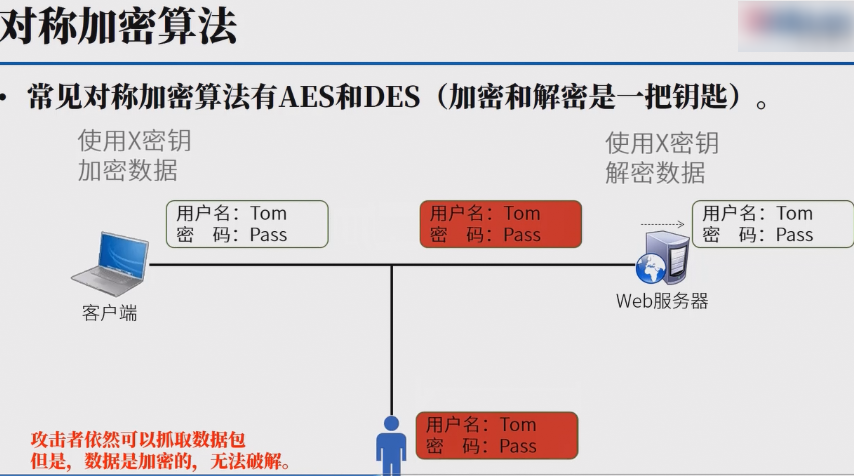 对称加密算法
• 常见对称加密算法有AES和DES（加密和解密是一把钥匙）。
使用X密钥
加密数据
使用X密钥
解密数据
用户名：Tom
密 码：Pass
用户名：Tom
密 码：Pass
用户名：Tom
密 码：Pass
客户端
Web服务器
用户名：Tom
密 码：Pass
攻击者依然可以抓取数据包
但是，数据是加密的，无法破解。